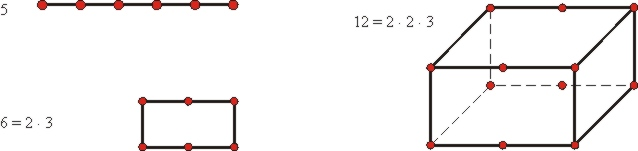 5
12 = 2 · 2 · 3
6 = 2 · 3